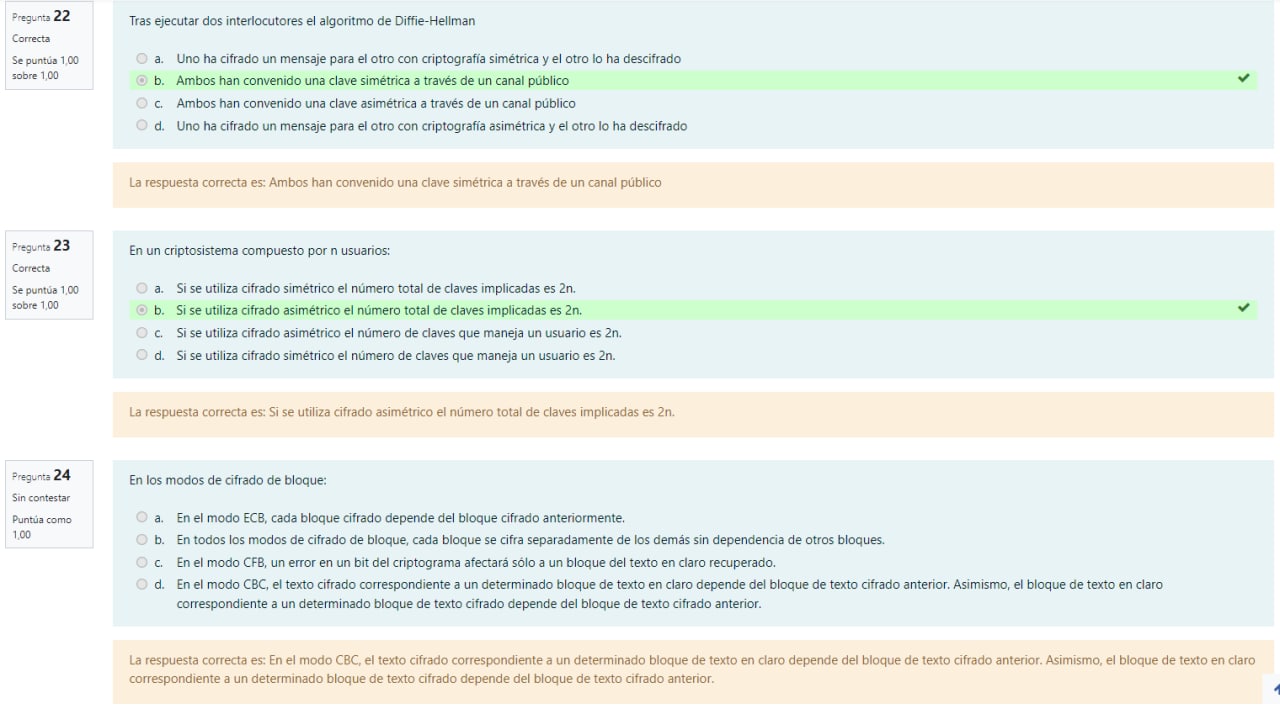 Pregunta 22
Correcta
Se puntúa 1,00
sobre 1,00
Tras ejecutar dos interlocutores el algoritmo de Diffie-Hellman
a. Uno ha cifrado un mensaje para el otro con criptografía simétrica y el otro lo ha descifrado
b. Ambos han convenido una clave simétrica a través de un canal público
c. Ambos han convenido una clave asimétrica a través de un canal público
d. Uno ha cifrado un mensaje para el otro con criptografía asimétrica y el otro lo ha descifrado
La respuesta correcta es: Ambos han convenido una clave simétrica a través de un canal público
Pregunta 23
Correcta
Se puntúa 1,00
sobre 1,00
En un criptosistema compuesto por n usuarios:
a. Si se utiliza cifrado simétrico el número total de claves implicadas es 2n.
b. Si se utiliza cifrado asimétrico el número total de claves implicadas es 2n.
c. Si se utiliza cifrado asimétrico el número de claves que maneja un usuario es 2n.
d. Si se utiliza cifrado simétrico el número de claves que maneja un usuario es 2n.
La respuesta correcta es: Si se utiliza cifrado asimétrico el número total de claves implicadas es 2n.
Pregunta 24
Sin contestar
Puntúa como
1,00
En los modos de cifrado de bloque:
a. En el modo ECB, cada bloque cifrado depende del bloque cifrado anteriormente.
b. En todos los modos de cifrado de bloque, cada bloque se cifra separadamente de los demás sin dependencia de otros bloques.
c. En el modo CFB, un error en un bit del criptograma afectará sólo a un bloque del texto en claro recuperado.
d. En el modo CBC, el texto cifrado correspondiente a un determinado bloque de texto en claro depende del bloque de texto cifrado anterior. Asimismo, el bloque de texto en claro
correspondiente a un determinado bloque de texto cifrado depende del bloque de texto cifrado anterior.
La respuesta correcta es: En el modo CBC, el texto cifrado correspondiente a un determinado bloque de texto en claro depende del bloque de texto cifrado anterior. Asimismo, el bloque de texto en claro
correspondiente a un determinado bloque de texto cifrado depende del bloque de texto cifrado anterior.